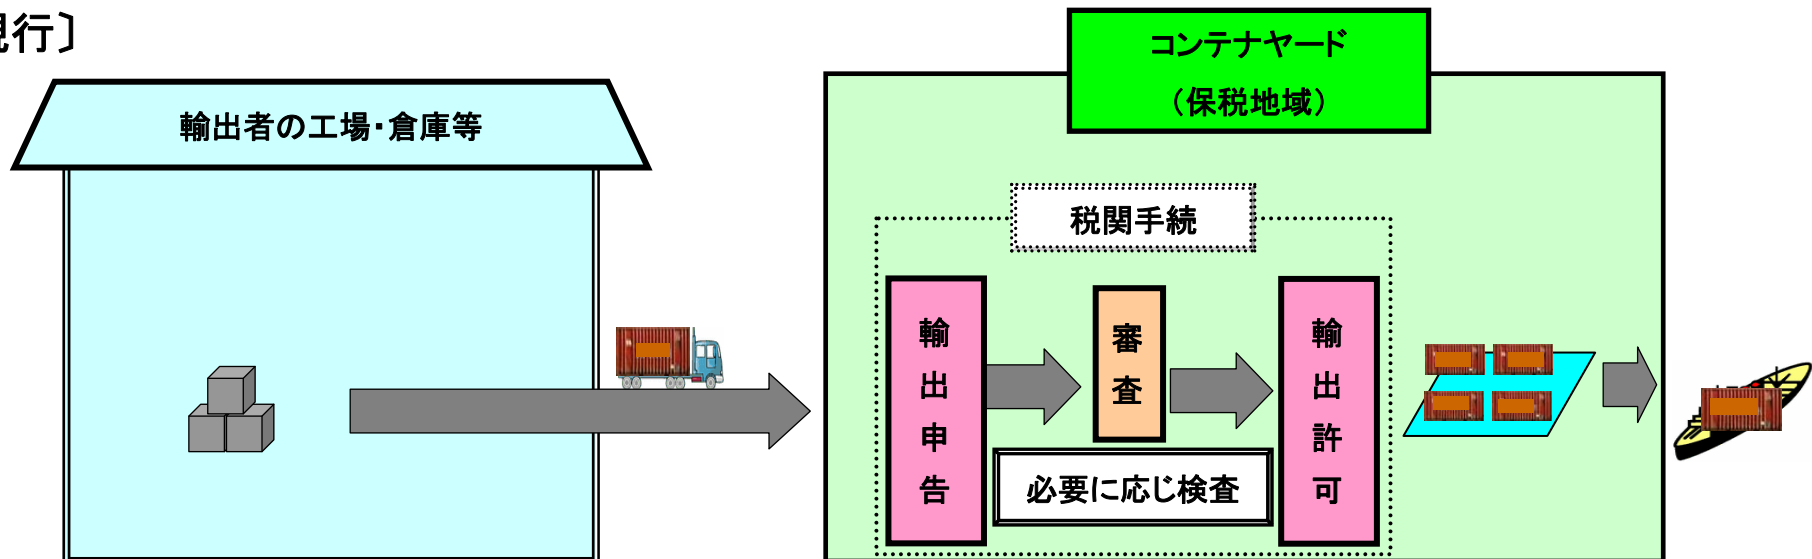 現行〕
コンテナヤード
（保税地域）
輸出者の工場・倉庫等
税関手続
輸出申告
審査
輸出許可
必要に応じ検査